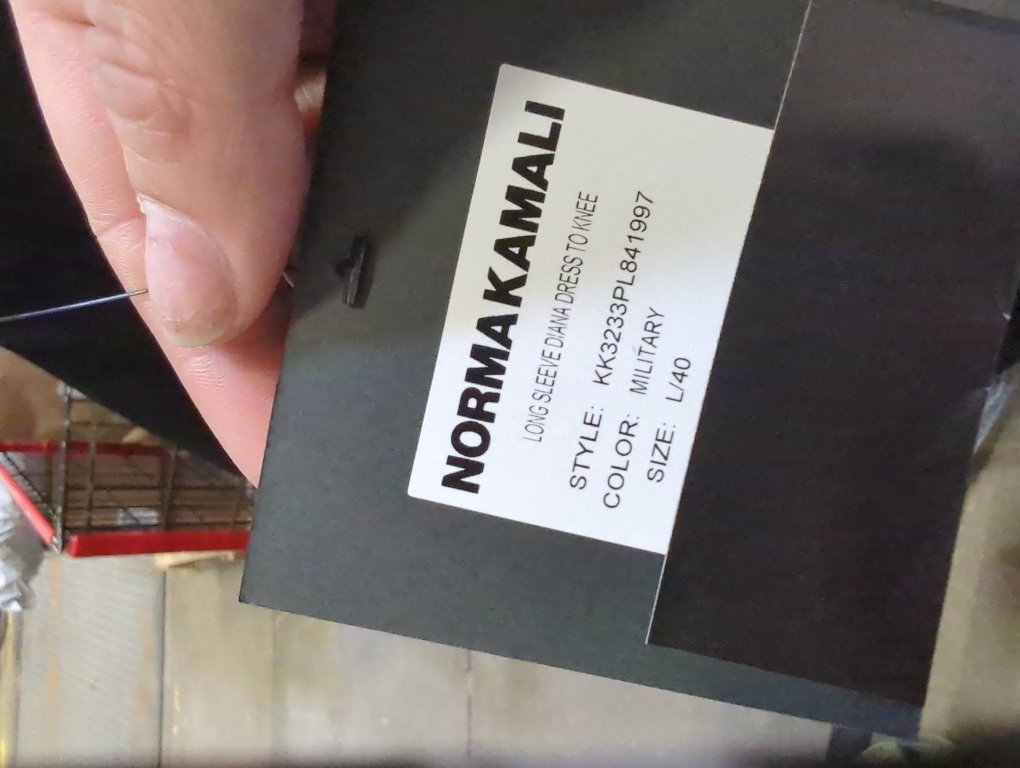 NORMA KAMALI
LONG SLEEVE DIANA DRESS TO KNEE
STYLE: KK3233PL841997
COLOR: MILITARY
SIZE: L/40